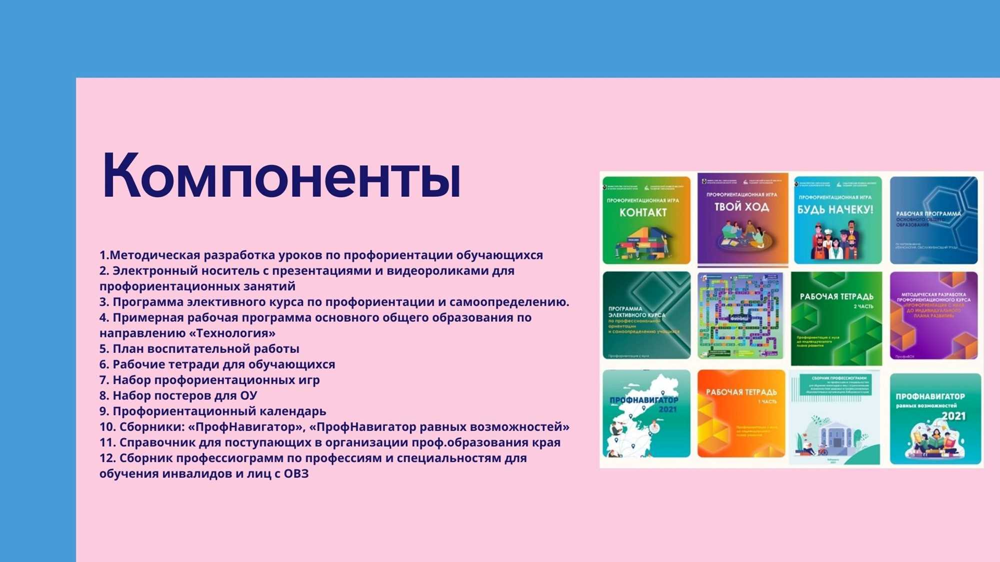 Компоненты
1.Методическая разработка уроков по профориентации обучающихся
2. Электронный носитель с презентациями и видеороликами для
профориентационных занятий
3. Программа элективного курса по профориентации и самоопределению.
4. Примерная рабочая программа основного общего образования по
направлению «Технология»
5. План воспитательной работы
6. Рабочие тетради для обучающихся
7. Набор профориентационных игр
8. Набор постеров для ОУ
9. Профориентационный календарь
10. Сборники: «ПрофНавигатор», «ПрофНавигатор равных возможностей»
11. Справочник для поступающих в организации проф.образования края
12. Сборник профессиограмм по профессиям и специальностям для
обучения инвалидов и лиц с ОВЗ
ПРОФОРИЕНТАЦИОННАЯ ИГРА
КОНТАКТ
ПРОФОРИЕНТАЦИОННАЯ ИГРА
ТВОЙ ХОД
ПРОФОРИЕНТАЦИОННАЯ ИГРА
БУДЬ НАЧЕКУ!
РАБОЧАЯ ПРОГРАММА
ОСНОВНОГО ОБЩЕГО
ОБРАЗОВАНИЯ
ПРОГРАММА
ЭЛЕКТИВНОГО КУРСА
по профессиональной
ориентации
и самоопределению учащихся
Профориентация с нуля
ФИНИШ
РАБОЧАЯ ТЕТРАДЬ
2 ЧАСТЬ
Профориентация с нуля
до индивидуального
плана развития
МЕТОДИЧЕСКАЯ РАЗРАБОТКА
ПРОФОРИЕНТАЦИОННОГО КУРСА
«ПРОФОРИЕНТАЦИЯ С НУЛЯ
ДО ИНДИВИДУАЛЬНОГО
ПЛАНА РАЗВИТИЯ»
ПРОФНАВИГАТОР
2021
РАБОЧАЯ ТЕТРАДЬ
1 ЧАСТЬ
Профориентация с нуля
до индивидуального
плана развития
СБОРНИК ПРОФЕССИОГРАММ
ПРОФНАВИГАТОР
равных возможностей
2021